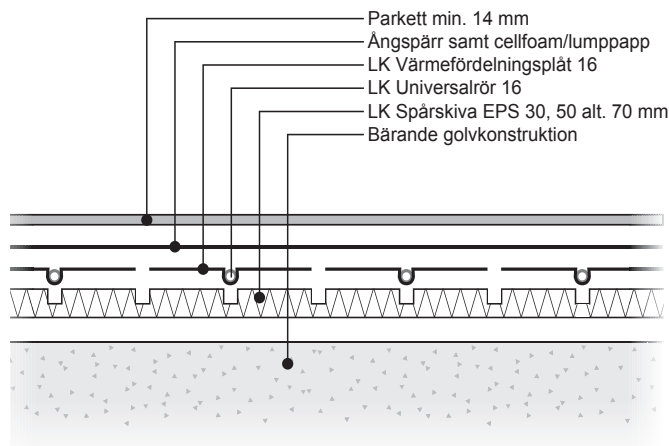 Parkett min. 14 mm
Ångspärr samt cellfoam/lumppapp
LK Värmefördelningsplåt 16
LK Universalrör 16
LK Spårskiva EPS 30, 50 alt. 70 mm
Bärande golvkonstruktion